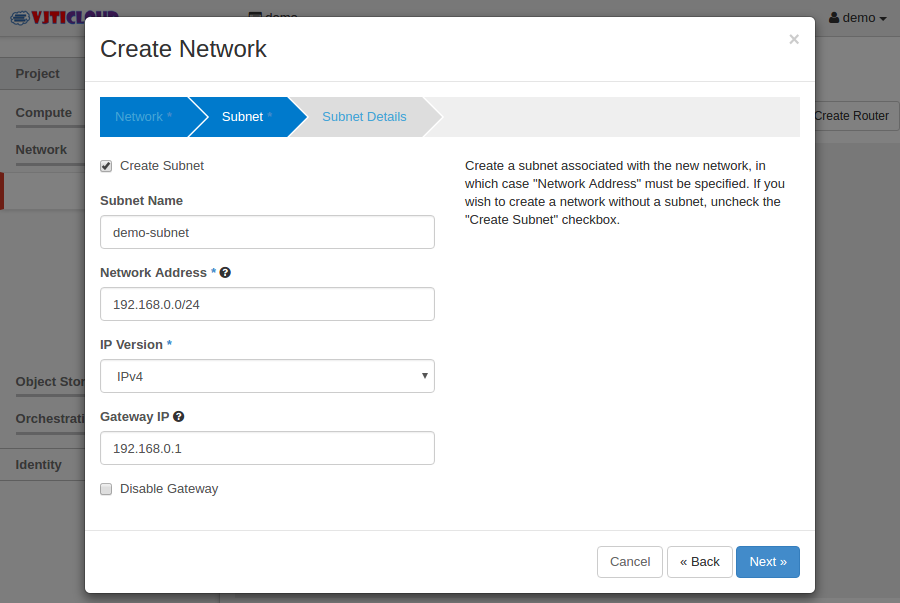 VJTICLOUD
demo
demo
Create Network
×
Project
Network *
Subnet *
Subnet Details
Compute
Create Router
Network
Create Subnet
Create a subnet associated with the new network, in
which case "Network Address" must be specified. If you
wish to create a network without a subnet, uncheck the
"Create Subnet" checkbox.
Subnet Name
demo-subnet
Network Address *
192.168.0.0/24
IP Version *
IPv4
Object Stor
Gateway IP
Orchestrati
192.168.0.1
Identity
Disable Gateway
Cancel
« Back
Next »